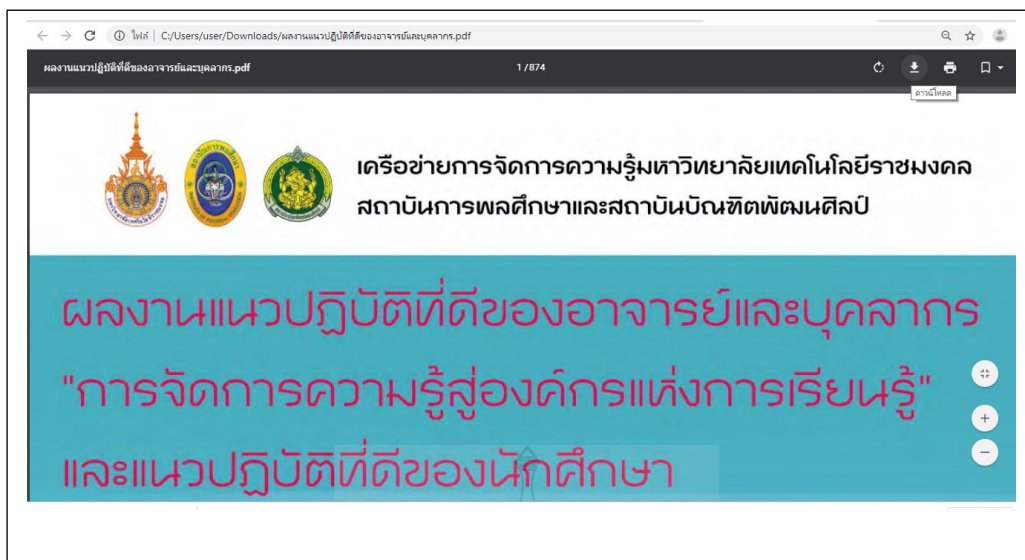 ไฟล์ | C:/Users/user/Downloads/ผลงานแนวปฏิบัติที่ดีของอาจารย์และบุคลากร.pdf
ผลงานแนวปฏิบัติที่ดีของอาจารย์และบุคลากร.pdf
1 / 874
ดาวน์โหลด
เครือข่ายการจัดการความรู้มหาวิทยาลัยเทคโนโลยีราชมงคล
สถาบันการพลศึกษาและสถาบันบัณฑิตพัฒนศิลป์
ผลงานแนวปฏิบัติที่ดีของอาจารย์และบุคลากร
"การจัดการความรู้สู่องค์กรแห่งการเรียนรู้"
และแนวปฏิบัติที่ดีของนักศึกษา